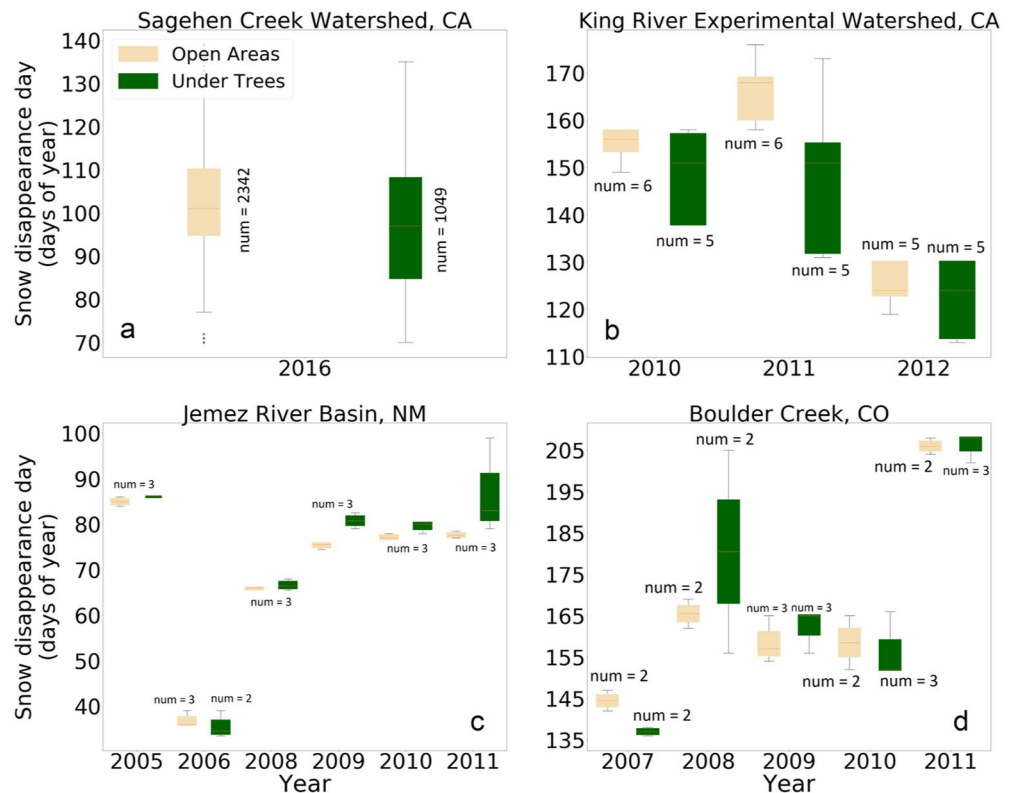 Sagehen Creek Watershed, CA
Snow disappearance day
(days of year)
140
130
120
110
100
90
80
70
Open Areas
Under Trees
num = 2342
num = 1049
a
2016
King River Experimental Watershed, CA
170
160
150
140
130
120
110
num = 6
num = 5
num = 6
num = 5
num = 5
num = 5
b
2010 2011 2012
Jemez River Basin, NM
Snow disappearance day
(days of year)
100
90
80
70
60
50
40
num = 3
num = 3
num = 2
num = 3
num = 3
num = 3
num = 3
c
2005 2006 2008 2009 2010 2011
Year
Boulder Creek, CO
205
195
185
175
165
155
145
135
num = 2
num = 2
num = 2
num = 2
num = 3
num = 3
num = 2
num = 3
num = 2
num = 3
d
2007 2008 2009 2010 2011
Year